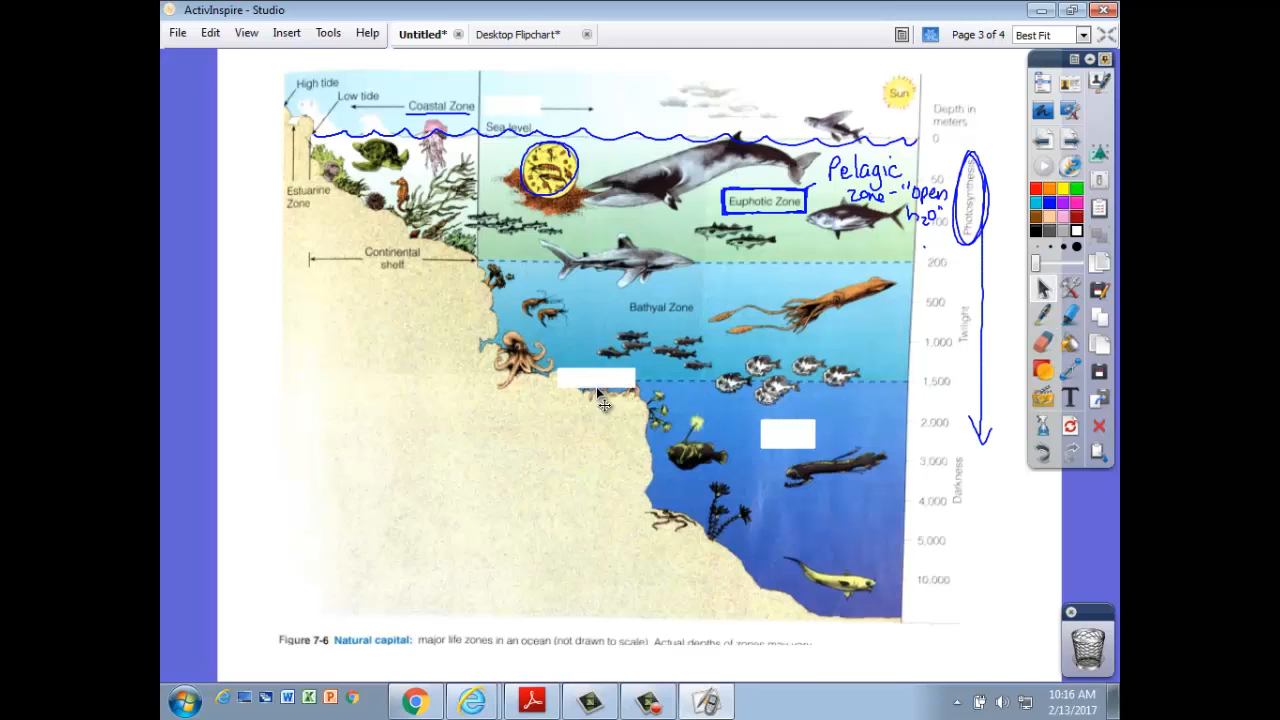 ActivInspire - Studio
File Edit View Insert Tools Help
Untitled* Desktop Flipchart*
Page 3 of 4 Best Fit
High tide
Low tide
Coastal Zone
Sun
Depth in
meters
Sea level
0
50
Pelagic
zone - "open
h2o"
Photosynthesis
Estuarine
Zone
Euphotic Zone
100
Continental
shelf
200
Bathyal Zone
500
Twilight
1,000
1,500
2,000
3,000
Darkness
4,000
5,000
10,000
Figure 7-6 Natural capital: major life zones in an ocean (not drawn to scale). Actual depths of zones may vary.
10:16 AM
2/13/2017